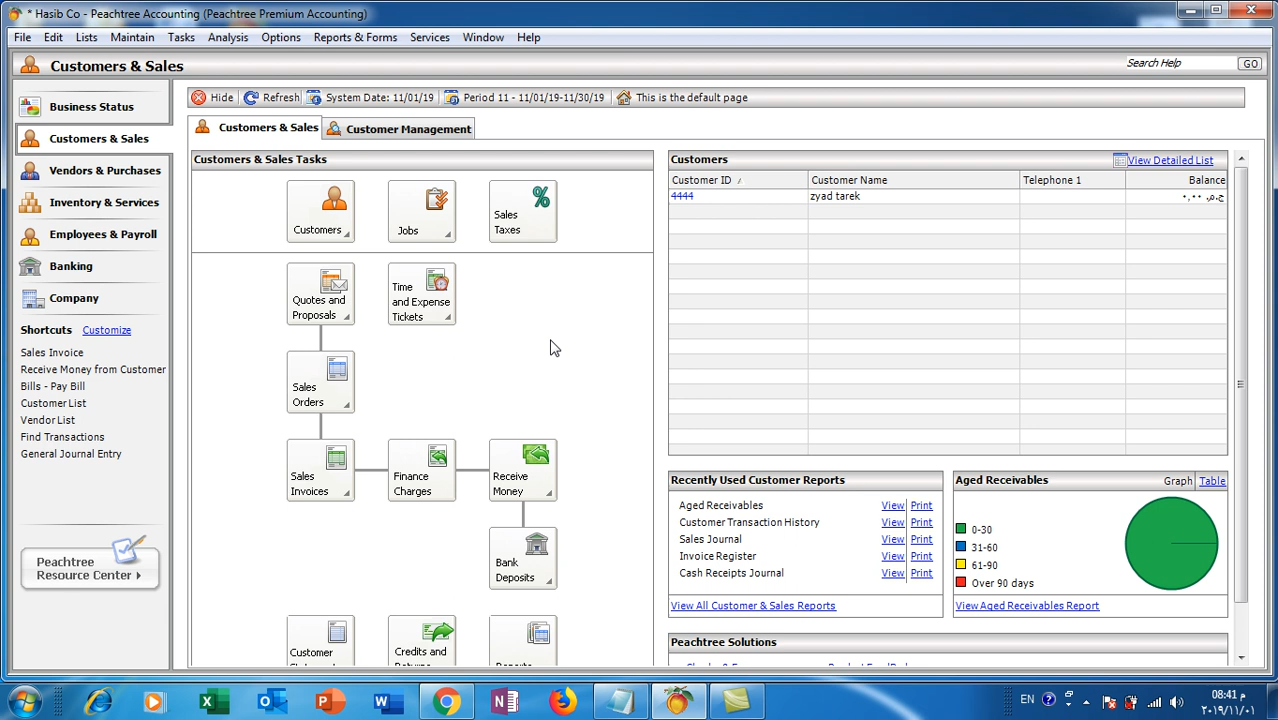 * Hasib Co - Peachtree Accounting (Peachtree Premium Accounting)
File Edit Lists Maintain Tasks Analysis Options Reports & Forms Services Window Help
Customers & Sales
Search Help GO
Business Status
Customers & Sales
Vendors & Purchases
Inventory & Services
Employees & Payroll
Banking
Company
Shortcuts Customize
Sales Invoice
Receive Money from Customer
Bills - Pay Bill
Customer List
Vendor List
Find Transactions
General Journal Entry
Peachtree
Resource Center
Hide Refresh System Date: 11/01/19 Period 11 - 11/01/19-11/30/19 This is the default page
Customers & Sales Customer Management
Customers & Sales Tasks
Customers
Jobs
Sales
Taxes
Quotes and
Proposals
Time
and Expense
Tickets
Sales
Orders
Sales
Invoices
Finance
Charges
Receive
Money
Bank
Deposits
Customer
Credits and
Customers View Detailed List
Customer ID Customer Name Telephone 1 Balance
4444 zyad tarek ج.م. ٠,٠٠
Recently Used Customer Reports
Aged Receivables View Print
Customer Transaction History View Print
Sales Journal View Print
Invoice Register View Print
Cash Receipts Journal View Print
View All Customer & Sales Reports
Aged Receivables Graph Table
0-30
31-60
61-90
Over 90 days
View Aged Receivables Report
Peachtree Solutions
EN
08:41 م
٢٠١٩/١١/٠١